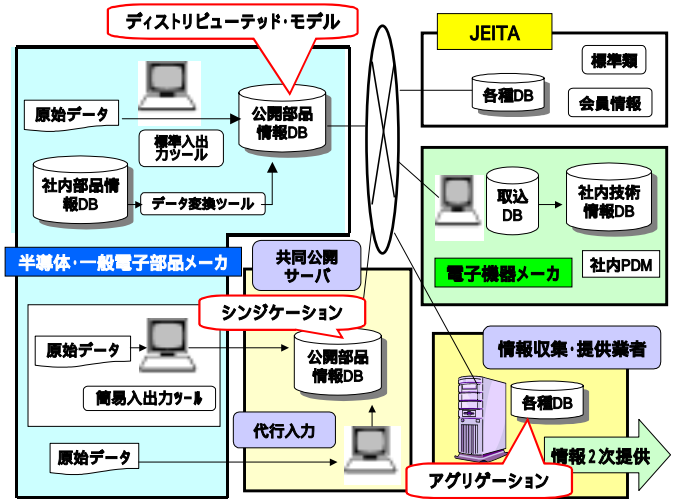 ディストリビューテッド・モデル
原始データ
標準入出
力ツール
公開部品
情報DB
社内部品情
報DB
データ変換ツール
半導体・一般電子部品メーカ
原始データ
簡易入出力ﾂｰﾙ
原始データ
共同公開
サーバ
シンジケーション
公開部品
情報DB
代行入力
JEITA
各種DB
標準類
会員情報
取込
DB
社内技術
情報DB
電子機器メーカ
社内PDM
情報収集・提供業者
各種DB
アグリゲーション
情報２次提供